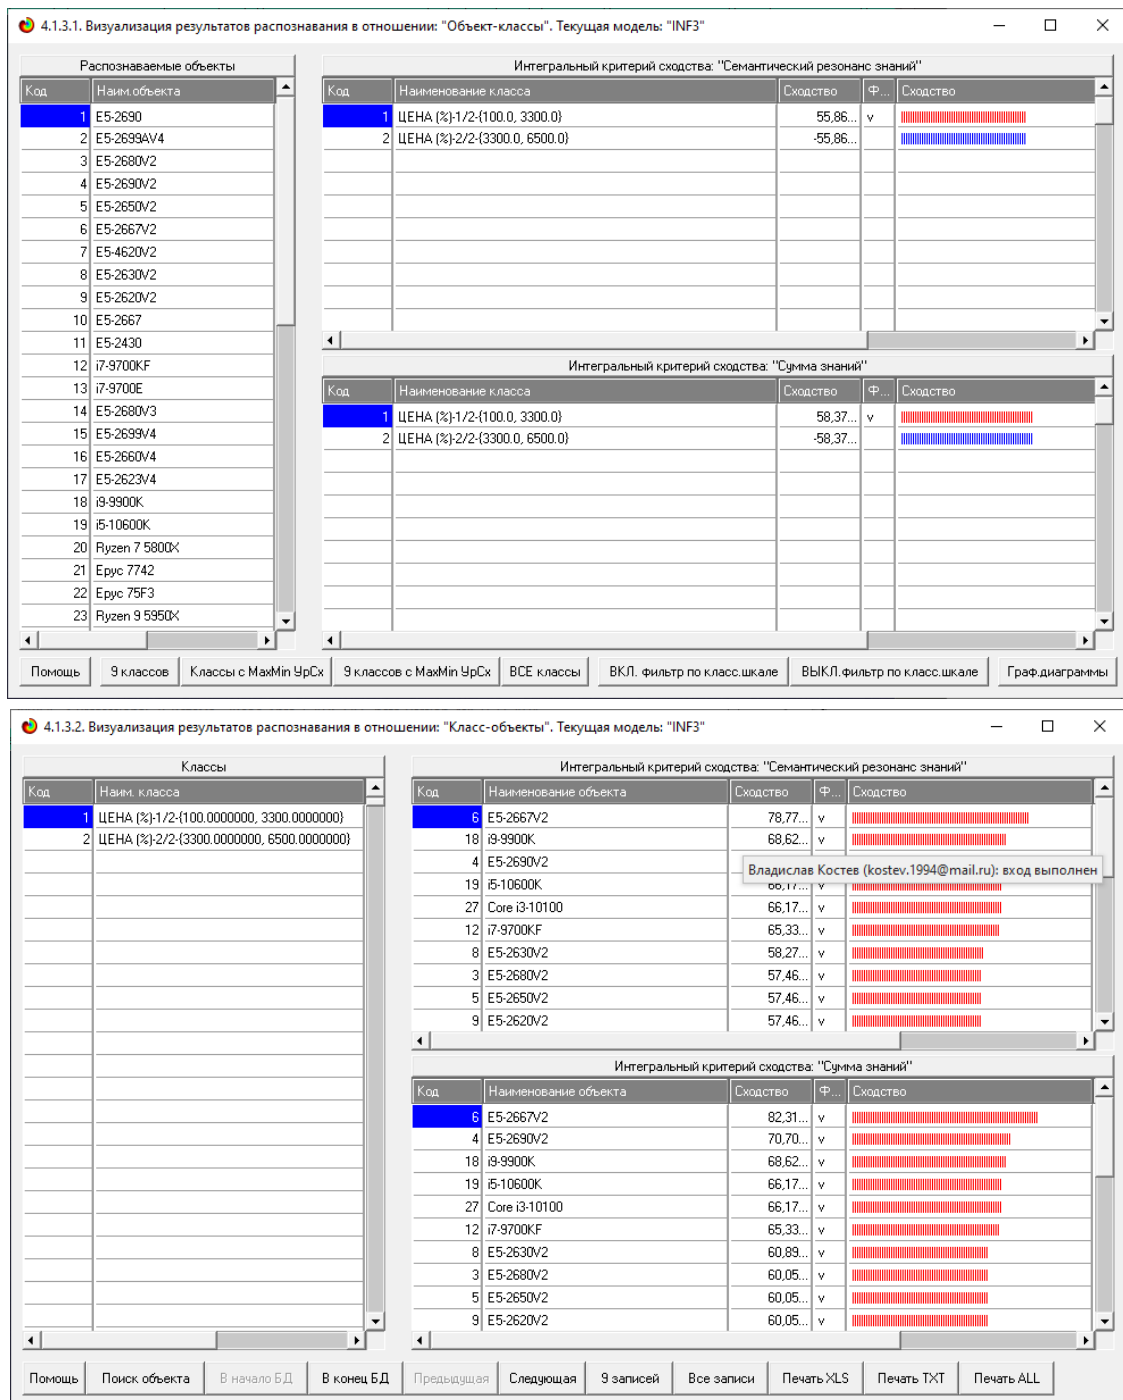 4.1.3.1. Визуализация результатов распознавания в отношении: "Объект-классы". Текущая модель: "INF3"
Распознаваемые объекты
Код Наим.объекта
1 E5-2690
2 E5-2699AV4
3 E5-2680V2
4 E5-2690V2
5 E5-2650V2
6 E5-2667V2
7 E5-4620V2
8 E5-2630V2
9 E5-2620V2
10 E5-2667
11 E5-2430
12 i7-9700KF
13 i7-9700E
14 E5-2680V3
15 E5-2699V4
16 E5-2660V4
17 E5-2623V4
18 i9-9900K
19 i5-10600K
20 Ryzen 7 5800X
21 Epyc 7742
22 Epyc 75F3
23 Ryzen 9 5950X
Интегральный критерий сходства: "Семантический резонанс знаний"
Код Наименование класса Сходство Ф... Сходство
1 ЦЕНА (%)-1/2-{100.0, 3300.0} 55,86... v
2 ЦЕНА (%)-2/2-{3300.0, 6500.0} -55,86...
Интегральный критерий сходства: "Сумма знаний"
Код Наименование класса Сходство Ф... Сходство
1 ЦЕНА (%)-1/2-{100.0, 3300.0} 58,37... v
2 ЦЕНА (%)-2/2-{3300.0, 6500.0} -58,37...
Помощь 9 классов Классы с MaxMin УрСх 9 классов с MaxMin УрСх ВСЕ классы ВКЛ. фильтр по класс.шкале ВЫКЛ.фильтр по класс.шкале Граф.диаграммы
4.1.3.2. Визуализация результатов распознавания в отношении: "Класс-объекты". Текущая модель: "INF3"
Классы
Код Наим. класса
1 ЦЕНА (%)-1/2-{100.0000000, 3300.0000000}
2 ЦЕНА (%)-2/2-{3300.0000000, 6500.0000000}
Интегральный критерий сходства: "Семантический резонанс знаний"
Код Наименование объекта Сходство Ф... Сходство
6 E5-2667V2 78,77... v
18 i9-9900K 68,62... v
4 E5-2690V2
Владислав Костев (kostev.1994@mail.ru): вход выполнен
19 i5-10600K 66,17... v
27 Core i3-10100 66,17... v
12 i7-9700KF 65,33... v
8 E5-2630V2 58,27... v
3 E5-2680V2 57,46... v
5 E5-2650V2 57,46... v
9 E5-2620V2 57,46... v
Интегральный критерий сходства: "Сумма знаний"
Код Наименование объекта Сходство Ф... Сходство
6 E5-2667V2 82,31... v
4 E5-2690V2 70,70... v
18 i9-9900K 68,62... v
19 i5-10600K 66,17... v
27 Core i3-10100 66,17... v
12 i7-9700KF 65,33... v
8 E5-2630V2 60,89... v
3 E5-2680V2 60,05... v
5 E5-2650V2 60,05... v
9 E5-2620V2 60,05... v
Помощь Поиск объекта В начало БД В конец БД Предыдущая Следующая 9 записей Все записи Печать XLS Печать TXT Печать ALL